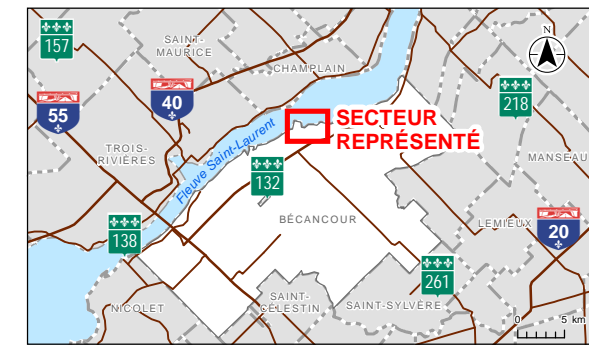 157
SAINT-
MAURICE
N
CHAMPLAIN
218
55
40
SECTEUR
REPRÉSENTÉ
TROIS-
RIVIÈRES
Fleuve Saint-Laurent
MANSEAU
132
BÉCANCOUR
LEMIEUX
20
138
261
NICOLET
SAINT-
CÉLESTIN
SAINT-SYLVÈRE
0 5 km